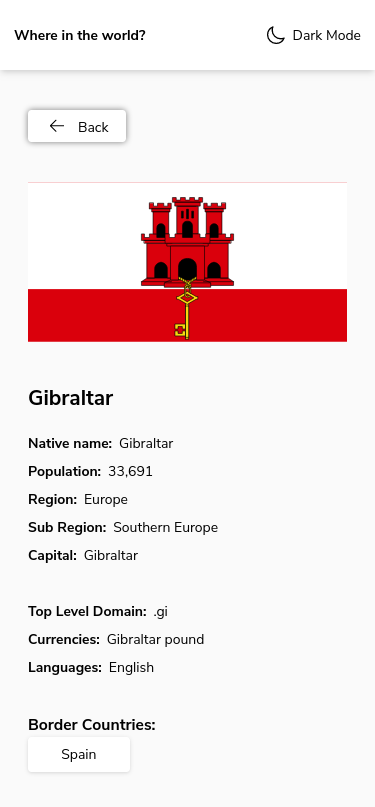 Where in the world? Dark Mode
Back
Gibraltar
Native name: Gibraltar
Population: 33,691
Region: Europe
Sub Region: Southern Europe
Capital: Gibraltar
Top Level Domain: .gi
Currencies: Gibraltar pound
Languages: English
Border Countries:
Spain